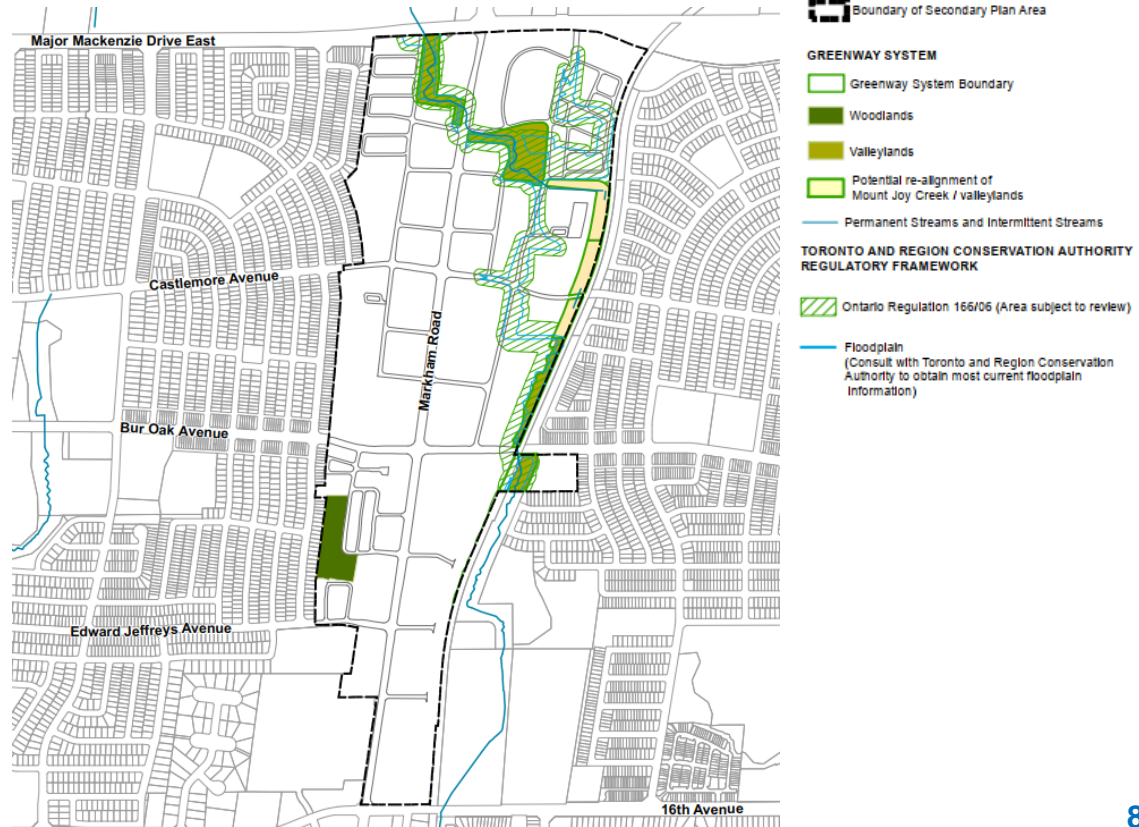 Major Mackenzie Drive East
Castlemore Avenue
Markham Road
Bur Oak Avenue
Edward Jeffreys Avenue
16th Avenue
Boundary of Secondary Plan Area
GREENWAY SYSTEM
Greenway System Boundary
Woodlands
Valleylands
Potential re-alignment of
Mount Joy Creek / valleylands
Permanent Streams and Intermittent Streams
TORONTO AND REGION CONSERVATION AUTHORITY
REGULATORY FRAMEWORK
Ontario Regulation 166/06 (Area subject to review)
Floodplain
(Consult with Toronto and Region Conservation
Authority to obtain most current floodplain
Information)
8